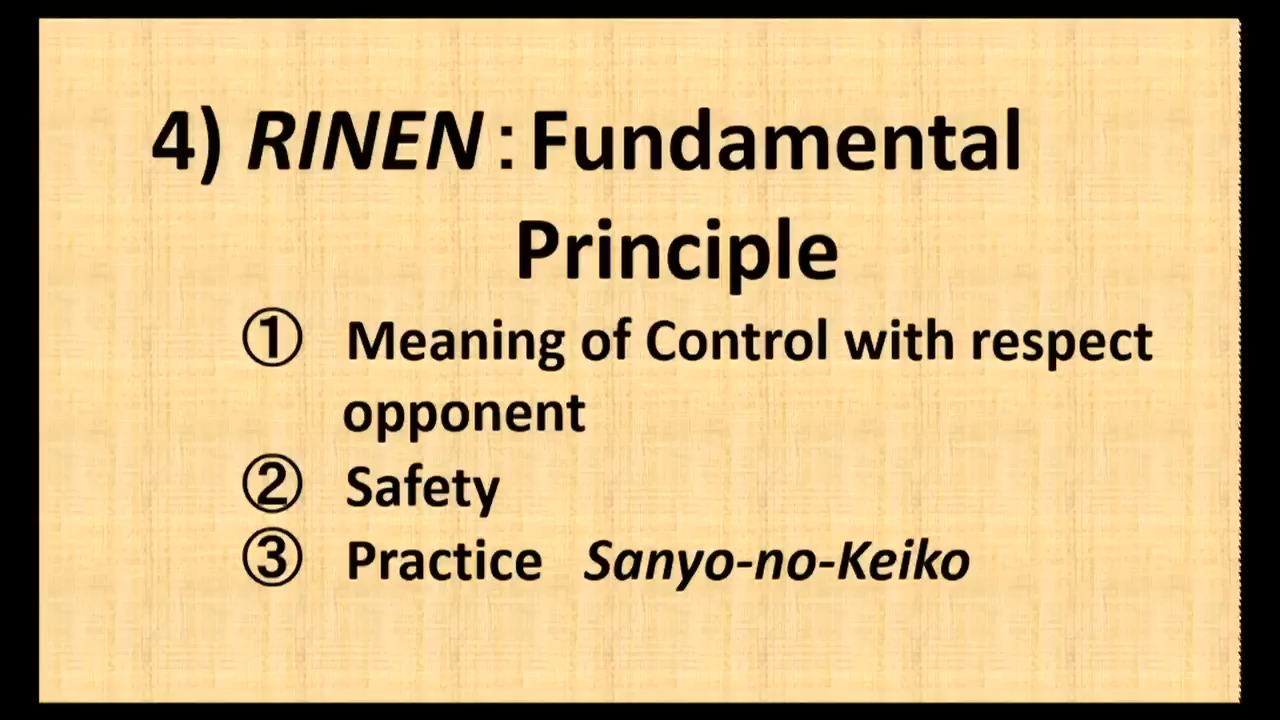 4) RINEN : Fundamental
Principle
① Meaning of Control with respect
opponent
② Safety
③ Practice Sanyo-no-Keiko